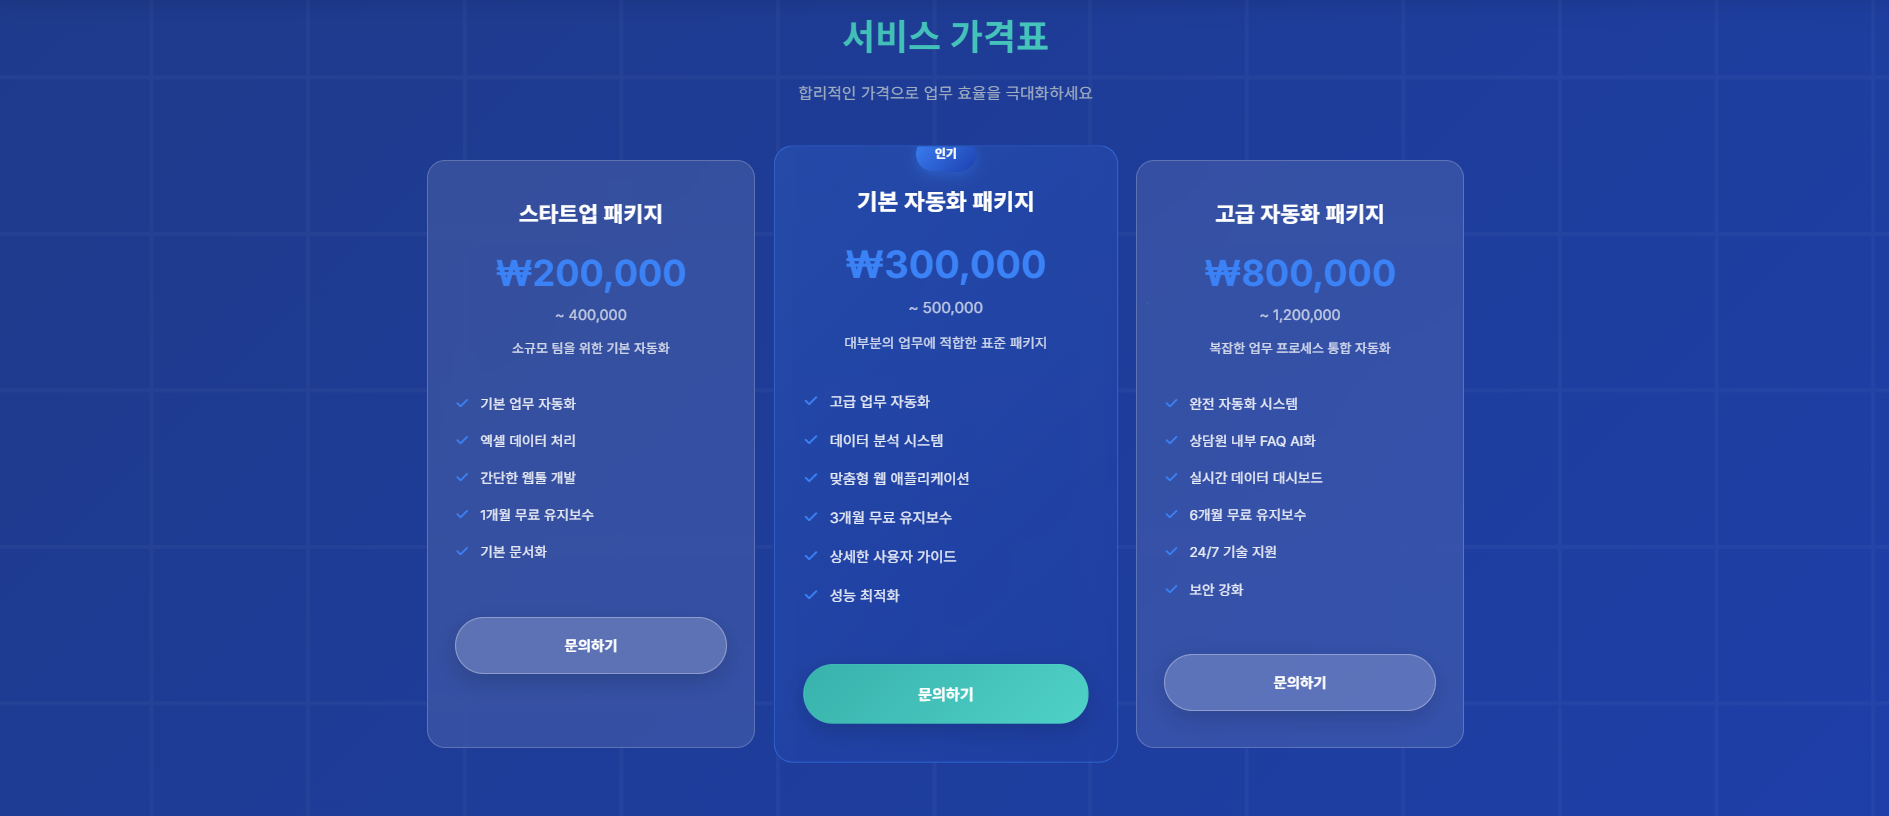 서비스 가격표
합리적인 가격으로 업무 효율을 극대화하세요
스타트업 패키지
₩200,000
~ 400,000
소규모 팀을 위한 기본 자동화
기본 업무 자동화
엑셀 데이터 처리
간단한 웹툴 개발
1개월 무료 유지보수
기본 문서화
문의하기
인기
기본 자동화 패키지
₩300,000
~ 500,000
대부분의 업무에 적합한 표준 패키지
고급 업무 자동화
데이터 분석 시스템
맞춤형 웹 애플리케이션
3개월 무료 유지보수
상세한 사용자 가이드
성능 최적화
문의하기
고급 자동화 패키지
₩800,000
~ 1,200,000
복잡한 업무 프로세스 통합 자동화
완전 자동화 시스템
상담원 내부 FAQ AI화
실시간 데이터 대시보드
6개월 무료 유지보수
24/7 기술 지원
보안 강화
문의하기